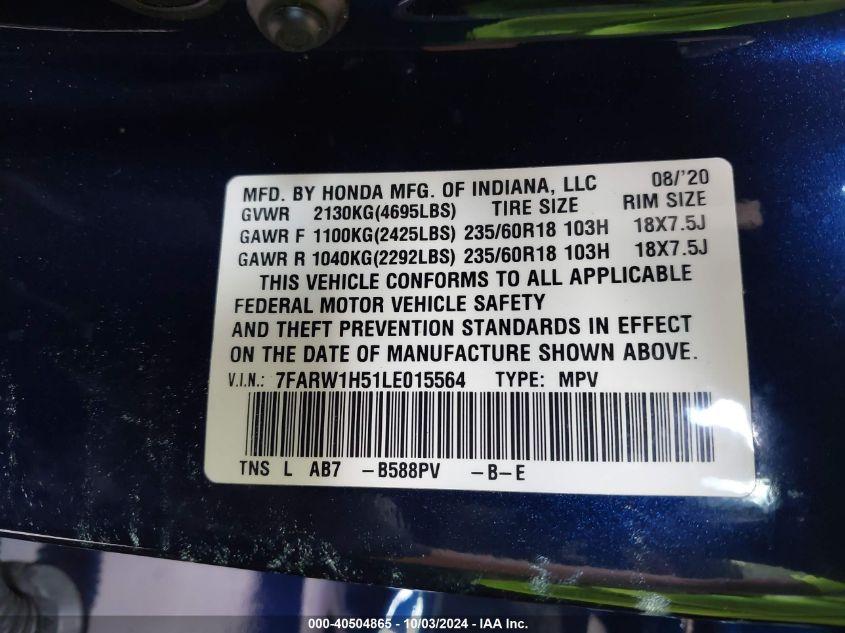 MFD. BY HONDA MFG. OF INDIANA, LLC 08/'20
GVWR 2130KG(4695LBS) TIRE SIZE RIM SIZE
GAWR F 1100KG(2425LBS) 235/60R18 103H 18X7.5J
GAWR R 1040KG(2292LBS) 235/60R18 103H 18X7.5J
THIS VEHICLE CONFORMS TO ALL APPLICABLE
FEDERAL MOTOR VEHICLE SAFETY
AND THEFT PREVENTION STANDARDS IN EFFECT
ON THE DATE OF MANUFACTURE SHOWN ABOVE.
V.I.N.: 7FARW1H51LE015564 TYPE: MPV
TNS L AB7 -B588PV -B-E
000-40504865 - 10/03/2024 - IAA Inc.